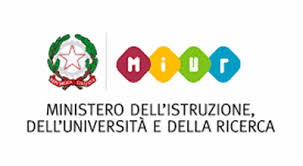 miur
MINISTERO DELL'ISTRUZIONE,
DELL'UNIVERSITÀ E DELLA RICERCA